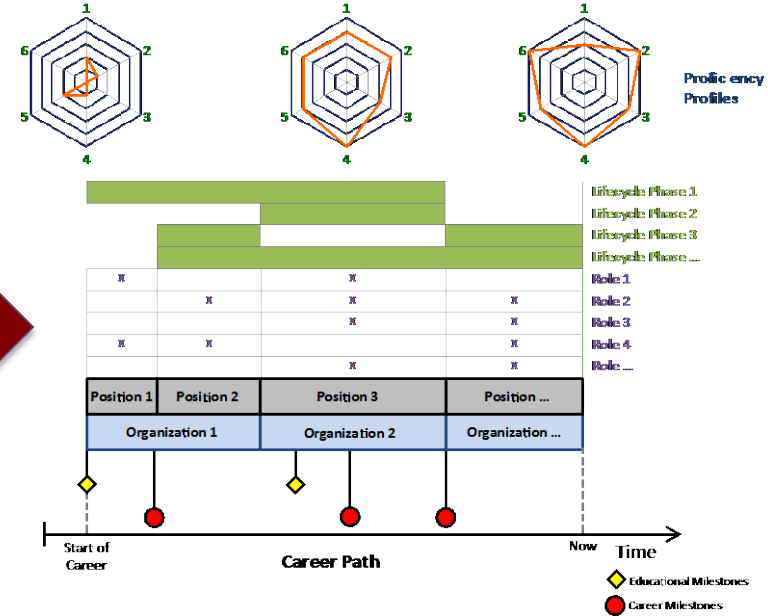 1
2
3
4
5
6
1
2
3
4
5
6
1
2
3
4
5
6
Profic ency
Profiles
Lifecycle Phase 1
Lifecycle Phase 2
Lifecycle Phase 3
Lifecycle Phase ...
x x Role 1
x x x Role 2
x x Role 3
x x x Role 4
x x Role ...
Position 1 Position 2 Position 3 Position ...
Organization 1 Organization 2 Organization ...
Start of
Career
Career Path
Now
Time
Educational Milestones
Career Milestones